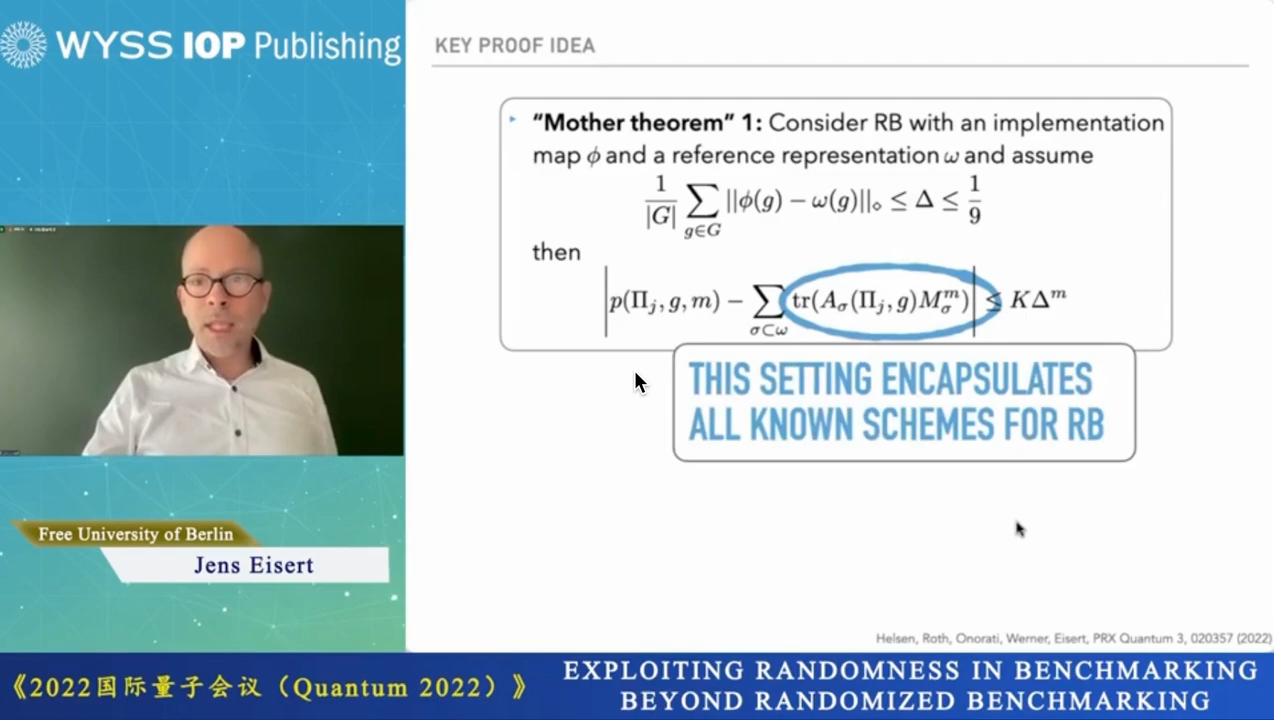 WYSS IOP Publishing
KEY PROOF IDEA
"Mother theorem" 1: Consider RB with an implementation
map ϕ and a reference representation ω and assume
1/|G| ∑_{g∈G} ||ϕ(g) − ω(g)||⋄ ≤ Δ ≤ 1/9
then
|p(Π_j, g, m) − ∑_{σ⊂ω} tr(A_σ(Π_j, g)M_σ^m)| ≤ KΔ^m
THIS SETTING ENCAPSULATES
ALL KNOWN SCHEMES FOR RB
Free University of Berlin
Jens Eisert
Helsen, Roth, Onorati, Werner, Eisert, PRX Quantum 3, 020357 (2022)
《2022国际量子会议（Quantum 2022）》
EXPLOITING RANDOMNESS IN BENCHMARKING
BEYOND RANDOMIZED BENCHMARKING